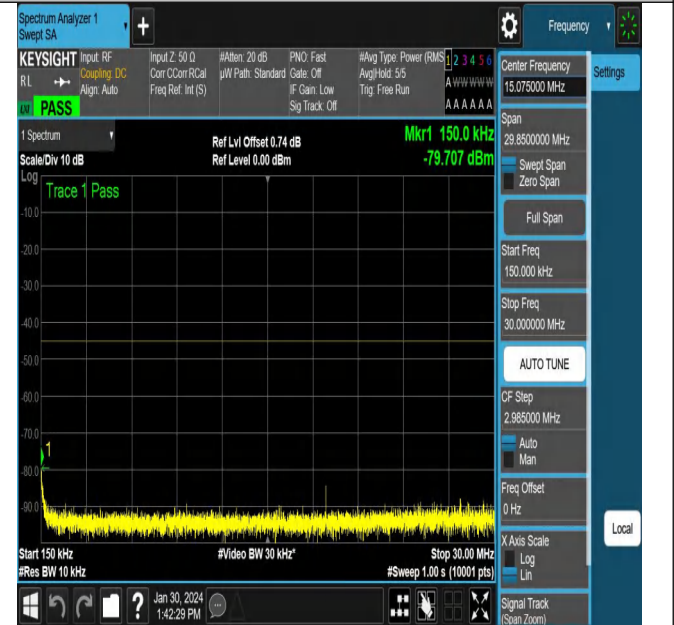 Spectrum Analyzer 1
Swept SA
+
Frequency
KEYSIGHT
RL
LXI PASS
Input: RF
Coupling: DC
Align: Auto
Input Z: 50 Ω
Corr CCorr RCal
Freq Ref: Int (S)
#Atten: 20 dB
µW Path: Standard
PNO: Fast
Gate: Off
IF Gain: Low
Sig Track: Off
#Avg Type: Power (RMS
Avg|Hold: 5/5
Trig: Free Run
1 2 3 4 5 6
A W W W W W
A A A A A A
1 Spectrum
Scale/Div 10 dB
Ref Lvl Offset 0.74 dB
Ref Level 0.00 dBm
Mkr1 150.0 kHz
-79.707 dBm
Log
Trace 1 Pass
-10.0
-20.0
-30.0
-40.0
-50.0
-60.0
-70.0
-80.0
-90.0
1
Start 150 kHz
#Res BW 10 kHz
#Video BW 30 kHz*
Stop 30.00 MHz
#Sweep 1.00 s (10001 pts)
Center Frequency
15.075000 MHz
Settings
Span
29.8500000 MHz
Swept Span
Zero Span
Full Span
Start Freq
150.000 kHz
Stop Freq
30.000000 MHz
AUTO TUNE
CF Step
2.985000 MHz
Auto
Man
Freq Offset
0 Hz
X Axis Scale
Log
Lin
Local
Signal Track
(Span Zoom)
?
Jan 30, 2024
1:42:29 PM